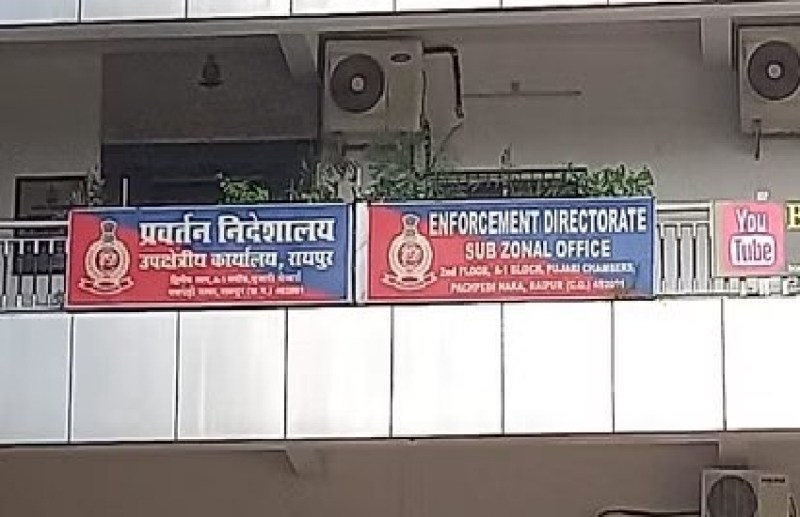 प्रवर्तन निदेशालय
उपक्षेत्रीय कार्यालय, रायपुर
ENFORCEMENT DIRECTORATE
SUB ZONAL OFFICE
2nd FLOOR, A-1 BLOCK, PUJARI CHAMBERS,
PACHPEDI NAKA, RAIPUR (C.G.) 492001
You
Tube